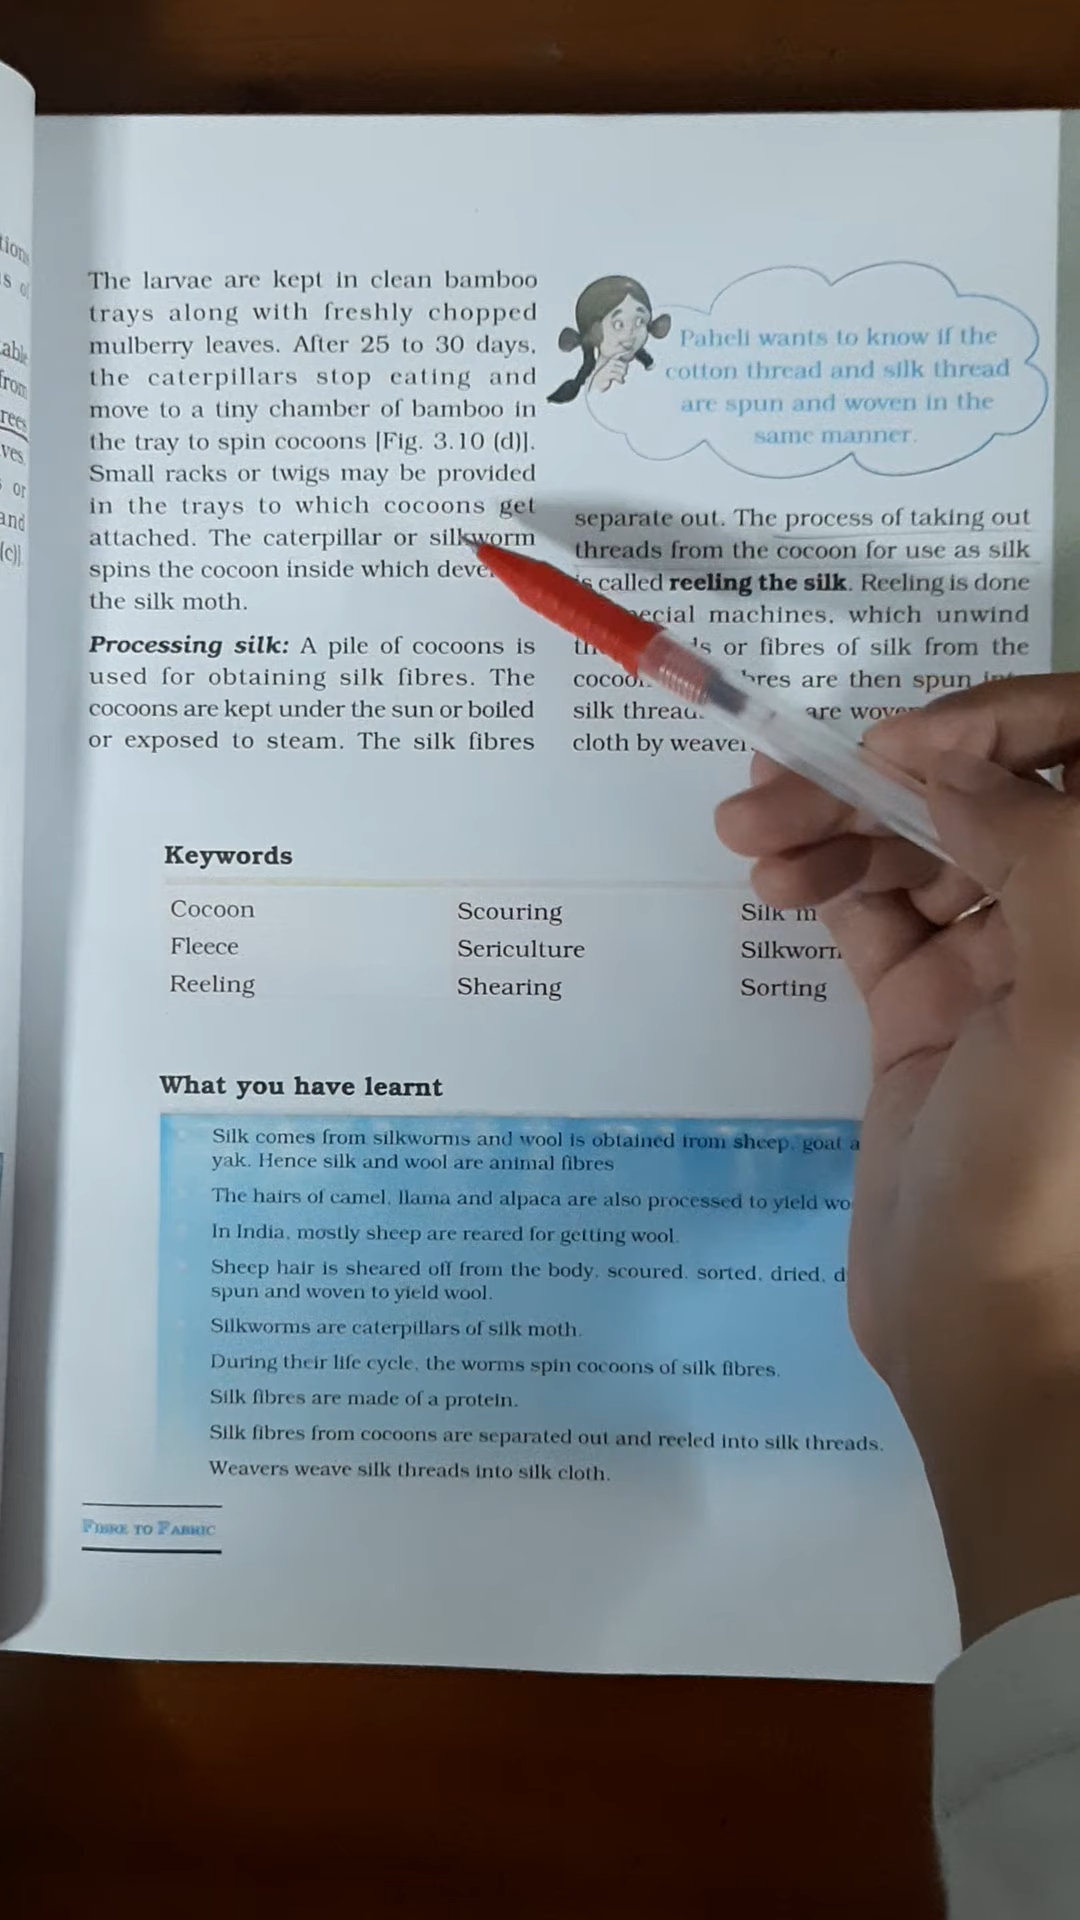 tion
s o
able
from
rees
ves
or
and
(c)]
The larvae are kept in clean bamboo
trays along with freshly chopped
mulberry leaves. After 25 to 30 days,
the caterpillars stop eating and
move to a tiny chamber of bamboo in
the tray to spin cocoons [Fig. 3.10 (d)].
Small racks or twigs may be provided
in the trays to which cocoons get
attached. The caterpillar or silkworm
spins the cocoon inside which deve
the silk moth.
Processing silk: A pile of cocoons is
used for obtaining silk fibres. The
cocoons are kept under the sun or boiled
or exposed to steam. The silk fibres
Paheli wants to know if the
cotton thread and silk thread
are spun and woven in the
same manner.
separate out. The process of taking out
threads from the cocoon for use as silk
is called reeling the silk. Reeling is done
ecial machines, which unwind
th s or fibres of silk from the
cocoo bres are then spun
silk threa are wove
cloth by weaver
Keywords
Cocoon Scouring Silk m
Fleece Sericulture Silkworm
Reeling Shearing Sorting
What you have learnt
Silk comes from silkworms and wool is obtained from sheep, goat a
yak. Hence silk and wool are animal fibres
The hairs of camel, llama and alpaca are also processed to yield wo
In India, mostly sheep are reared for getting wool.
Sheep hair is sheared off from the body, scoured, sorted, dried, d
spun and woven to yield wool.
Silkworms are caterpillars of silk moth.
During their life cycle, the worms spin cocoons of silk fibres.
Silk fibres are made of a protein.
Silk fibres from cocoons are separated out and reeled into silk threads.
Weavers weave silk threads into silk cloth.
FIBRE TO FABRIC